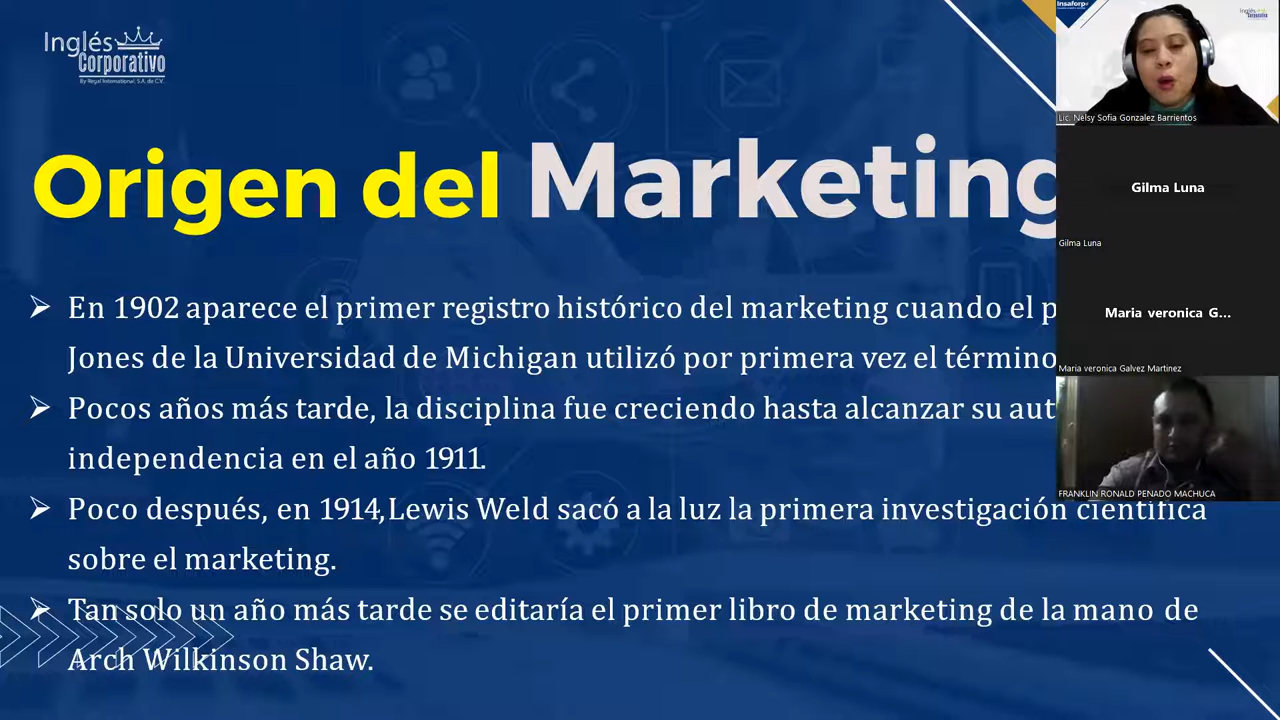 Inglés
Corporativo
By Regal International, S.A. de C.V.
Insaforp
Corporativo
Lic. Nelsy Sofia Gonzalez Barrientos
Origen del Marketing
Gilma Luna
Gilma Luna
Maria veronica G...
Maria veronica Galvez Martinez
FRANKLIN RONALD PENADO MACHUCA
➢ En 1902 aparece el primer registro histórico del marketing cuando el p
Jones de la Universidad de Michigan utilizó por primera vez el término
➢ Pocos años más tarde, la disciplina fue creciendo hasta alcanzar su aut
independencia en el año 1911.
➢ Poco después, en 1914,Lewis Weld sacó a la luz la primera investigación científica
sobre el marketing.
➢ Tan solo un año más tarde se editaría el primer libro de marketing de la mano de
Arch Wilkinson Shaw.